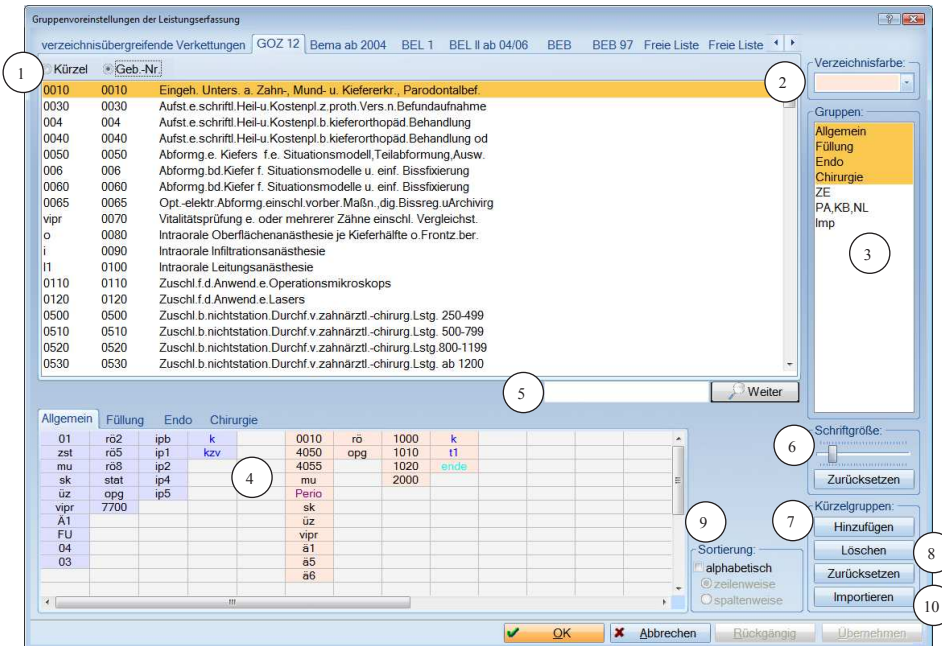 Gruppenvoreinstellungen der Leistungserfassung
verzeichnisübergreifende Verkettungen GOZ 12 Bema ab 2004 BEL 1 BEL II ab 04/06 BEB BEB 97 Freie Liste Freie Liste
1 Kürzel Geb.-Nr. 2 Verzeichnisfarbe:
0010 0010 Eingeh. Unters. a. Zahn-, Mund- u. Kiefererkr., Parodontalbef.
0030 0030 Aufst.e.schriftl.Heil-u.Kostenpl.z.proth.Vers.n.Befundaufnahme
004 004 Aufst.e.schriftl.Heil-u.Kostenpl.b.kieferorthopäd.Behandlung
0040 0040 Aufst.e.schriftl.Heil-u.Kostenpl.b.kieferorthopäd.Behandlung od
0050 0050 Abformg.e. Kiefers f.e. Situationsmodell,Teilabformung,Ausw.
006 006 Abformg.bd.Kiefer f. Situationsmodelle u. einf. Bissfixierung
0060 0060 Abformg.bd.Kiefer f. Situationsmodelle u. einf. Bissfixierung
0065 0065 Opt.-elektr.Abformg.einschl.vorber.Maßn.,dig.Bissreg.uArchivirg
vipr 0070 Vitalitätsprüfung e. oder mehrerer Zähne einschl. Vergleichst.
o 0080 Intraorale Oberflächenanästhesie je Kieferhälfte o.Frontz.ber.
i 0090 Intraorale Infiltrationsanästhesie
l1 0100 Intraorale Leitungsanästhesie
0110 0110 Zuschl.f.d.Anwend.e.Operationsmikroskops
0120 0120 Zuschl.f.d.Anwend.e.Lasers
0500 0500 Zuschl.b.nichtstation.Durchf.v.zahnärztl.-chirurg.Lstg. 250-499
0510 0510 Zuschl.b.nichtstation.Durchf.v.zahnärztl.-chirurg.Lstg. 500-799
0520 0520 Zuschl.b.nichtstation.Durchf.v.zahnärztl.-chirurg.Lstg.800-1199
0530 0530 Zuschl.b.nichtstation.Durchf.v.zahnärztl.-chirurg.Lstg. ab 1200
Gruppen:
Allgemein
Füllung
Endo
Chirurgie
ZE
PA,KB,NL
Imp
3
5 Weiter
Allgemein Füllung Endo Chirurgie
01 rö2 ipb k 0010 rö 1000 k
zst rö5 ip1 kzv 4050 opg 1010 t1
mu rö8 ip2 4055 1020 ende
sk stat ip4 mu 2000
üz opg ip5 Perio
vipr 7700 sk
Ä1 üz
FU vipr
04 ä1
03 ä5
ä6
4
6 Schriftgröße:
Zurücksetzen
9 Sortierung:
alphabetisch
zeilenweise
spaltenweise
7 Kürzelgruppen:
Hinzufügen
Löschen 8
Zurücksetzen
Importieren 10
OK Abbrechen Rückgängig Übernehmen